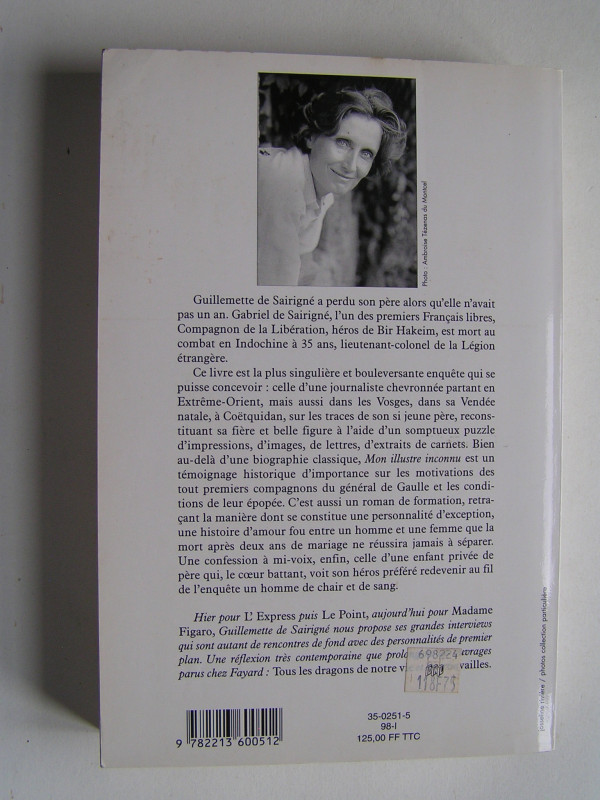 Photo : Ambroise Tézenas du Montcel
Guillemette de Sairigné a perdu son père alors qu'elle n'avait
pas un an. Gabriel de Sairigné, l'un des premiers Français libres,
Compagnon de la Libération, héros de Bir Hakeim, est mort au
combat en Indochine à 35 ans, lieutenant-colonel de la Légion
étrangère.
Ce livre est la plus singulière et bouleversante enquête qui se
puisse concevoir : celle d'une journaliste chevronnée partant en
Extrême-Orient, mais aussi dans les Vosges, dans sa Vendée
natale, à Coëtquidan, sur les traces de son si jeune père, recons-
tituant sa fière et belle figure à l'aide d'un somptueux puzzle
d'impressions, d'images, de lettres, d'extraits de carnets. Bien
au-delà d'une biographie classique, Mon illustre inconnu est un
témoignage historique d'importance sur les motivations des
tout premiers compagnons du général de Gaulle et les condi-
tions de leur épopée. C'est aussi un roman de formation, retra-
çant la manière dont se constitue une personnalité d'exception,
une histoire d'amour fou entre un homme et une femme que la
mort après deux ans de mariage ne réussira jamais à séparer.
Une confession à mi-voix, enfin, celle d'une enfant privée de
père qui, le cœur battant, voit son héros préféré redevenir au fil
de l'enquête un homme de chair et de sang.
Hier pour L'Express puis Le Point, aujourd'hui pour Madame
Figaro, Guillemette de Sairigné nous propose ses grandes interviews
qui sont autant de rencontres de fond avec des personnalités de premier
plan. Une réflexion très contemporaine que
parus chez Fayard : Tous les dragons de notre
698224
118F75
35-0251-5
98-I
125,00 FF TTC
9 782213 600512
josseline rivière / photos collection particulière